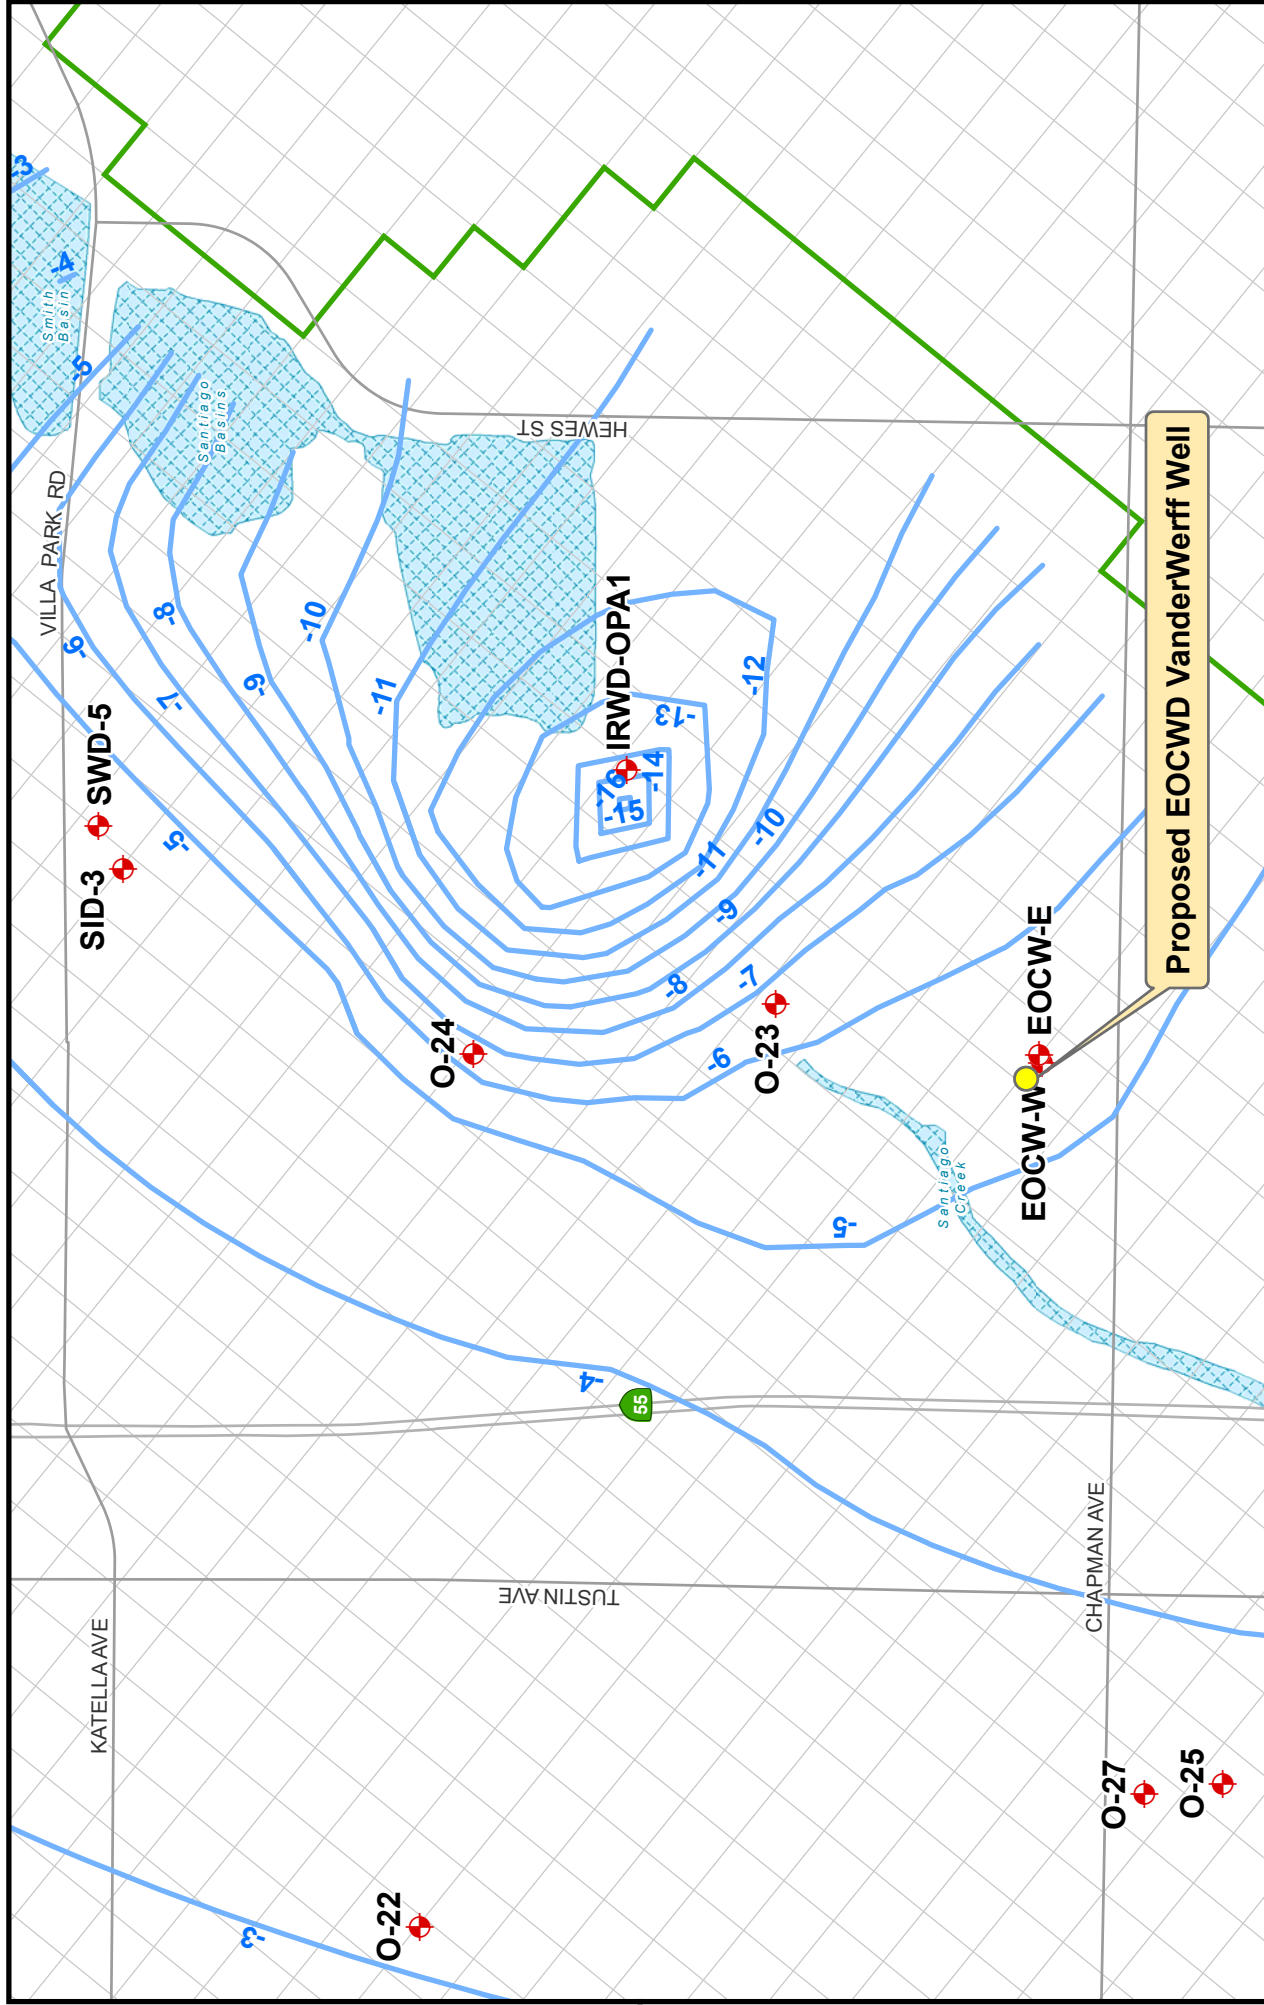 -3
-4
Smith
Basin
-5
Santiago
Basins
HEWES ST
VILLA PARK RD
-6
-7
-8
-9
-10
-11
-12
-13
-14
-15
-16
IRWD-OPA1
SWD-5
SID-3
-5
-11
-10
-9
-8
-7
-6
O-24
O-23
EOCW-E
EOCW-W
Proposed EOCWD VanderWerff Well
Santiago
Creek
-5
-4
55
KATELLA AVE
TUSTIN AVE
CHAPMAN AVE
-3
O-22
O-27
O-25